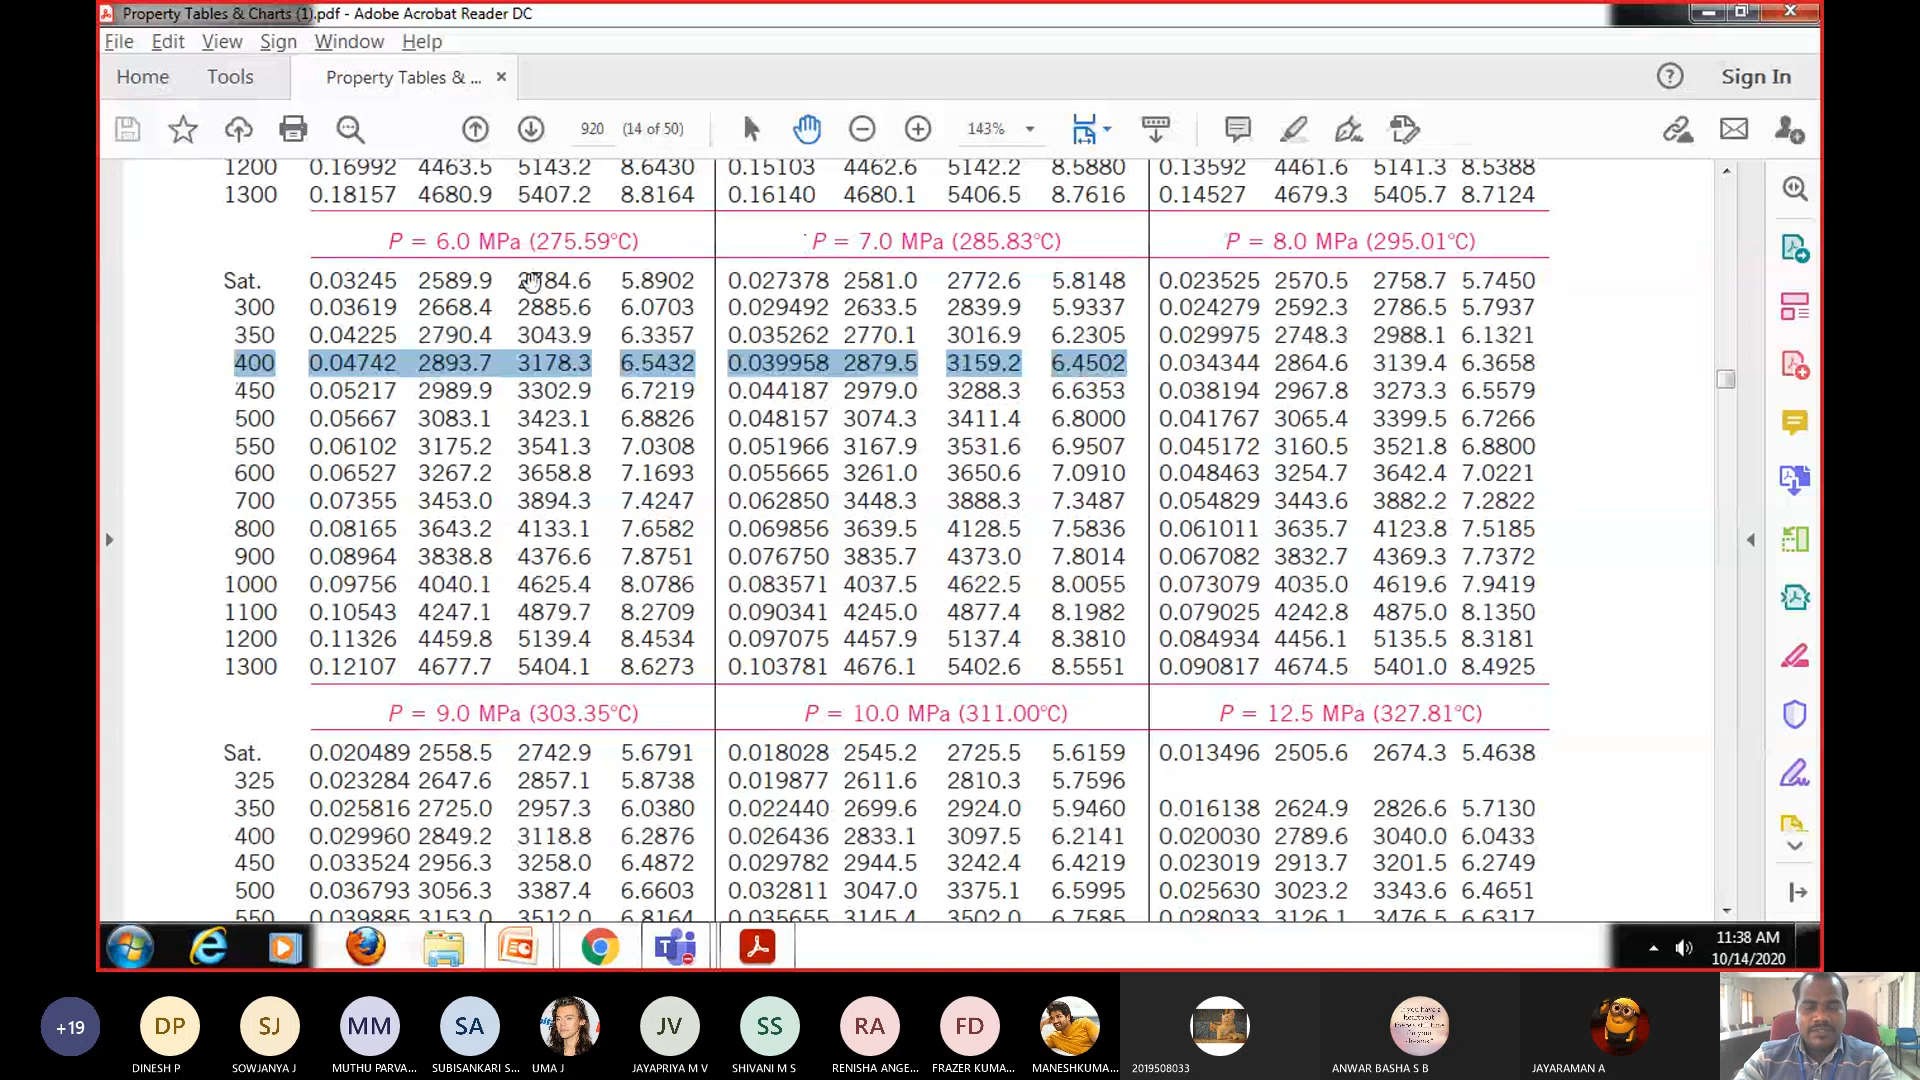 Property Tables & Charts (1).pdf - Adobe Acrobat Reader DC
File Edit View Sign Window Help
Home Tools Property Tables & ... × Sign In
920 (14 of 50) 143%
1200 0.16992 4463.5 5143.2 8.6430 0.15103 4462.6 5142.2 8.5880 0.13592 4461.6 5141.3 8.5388
1300 0.18157 4680.9 5407.2 8.8164 0.16140 4680.1 5406.5 8.7616 0.14527 4679.3 5405.7 8.7124
P = 6.0 MPa (275.59°C) P = 7.0 MPa (285.83°C) P = 8.0 MPa (295.01°C)
Sat. 0.03245 2589.9 2784.6 5.8902 0.027378 2581.0 2772.6 5.8148 0.023525 2570.5 2758.7 5.7450
300 0.03619 2668.4 2885.6 6.0703 0.029492 2633.5 2839.9 5.9337 0.024279 2592.3 2786.5 5.7937
350 0.04225 2790.4 3043.9 6.3357 0.035262 2770.1 3016.9 6.2305 0.029975 2748.3 2988.1 6.1321
400 0.04742 2893.7 3178.3 6.5432 0.039958 2879.5 3159.2 6.4502 0.034344 2864.6 3139.4 6.3658
450 0.05217 2989.9 3302.9 6.7219 0.044187 2979.0 3288.3 6.6353 0.038194 2967.8 3273.3 6.5579
500 0.05667 3083.1 3423.1 6.8826 0.048157 3074.3 3411.4 6.8000 0.041767 3065.4 3399.5 6.7266
550 0.06102 3175.2 3541.3 7.0308 0.051966 3167.9 3531.6 6.9507 0.045172 3160.5 3521.8 6.8800
600 0.06527 3267.2 3658.8 7.1693 0.055665 3261.0 3650.6 7.0910 0.048463 3254.7 3642.4 7.0221
700 0.07355 3453.0 3894.3 7.4247 0.062850 3448.3 3888.3 7.3487 0.054829 3443.6 3882.2 7.2822
800 0.08165 3643.2 4133.1 7.6582 0.069856 3639.5 4128.5 7.5836 0.061011 3635.7 4123.8 7.5185
900 0.08964 3838.8 4376.6 7.8751 0.076750 3835.7 4373.0 7.8014 0.067082 3832.7 4369.3 7.7372
1000 0.09756 4040.1 4625.4 8.0786 0.083571 4037.5 4622.5 8.0055 0.073079 4035.0 4619.6 7.9419
1100 0.10543 4247.1 4879.7 8.2709 0.090341 4245.0 4877.4 8.1982 0.079025 4242.8 4875.0 8.1350
1200 0.11326 4459.8 5139.4 8.4534 0.097075 4457.9 5137.4 8.3810 0.084934 4456.1 5135.5 8.3181
1300 0.12107 4677.7 5404.1 8.6273 0.103781 4676.1 5402.6 8.5551 0.090817 4674.5 5401.0 8.4925
P = 9.0 MPa (303.35°C) P = 10.0 MPa (311.00°C) P = 12.5 MPa (327.81°C)
Sat. 0.020489 2558.5 2742.9 5.6791 0.018028 2545.2 2725.5 5.6159 0.013496 2505.6 2674.3 5.4638
325 0.023284 2647.6 2857.1 5.8738 0.019877 2611.6 2810.3 5.7596
350 0.025816 2725.0 2957.3 6.0380 0.022440 2699.6 2924.0 5.9460 0.016138 2624.9 2826.6 5.7130
400 0.029960 2849.2 3118.8 6.2876 0.026436 2833.1 3097.5 6.2141 0.020030 2789.6 3040.0 6.0433
450 0.033524 2956.3 3258.0 6.4872 0.029782 2944.5 3242.4 6.4219 0.023019 2913.7 3201.5 6.2749
500 0.036793 3056.3 3387.4 6.6603 0.032811 3047.0 3375.1 6.5995 0.025630 3023.2 3343.6 6.4651
550 0.039885 3153.0 3512.0 6.8164 0.035655 3145.4 3502.0 6.7585 0.028033 3126.1 3476.5 6.6317
11:38 AM
10/14/2020
+19 DP SJ MM SA JV SS RA FD
DINESH P SOWJANYA J MUTHU PARVA... SUBISANKARI S... UMA J JAYAPRIYA M V SHIVANI M S RENISHA ANGE... FRAZER KUMA... MANESHKUMA... 2019508033 ANWAR BASHA S B JAYARAMAN A